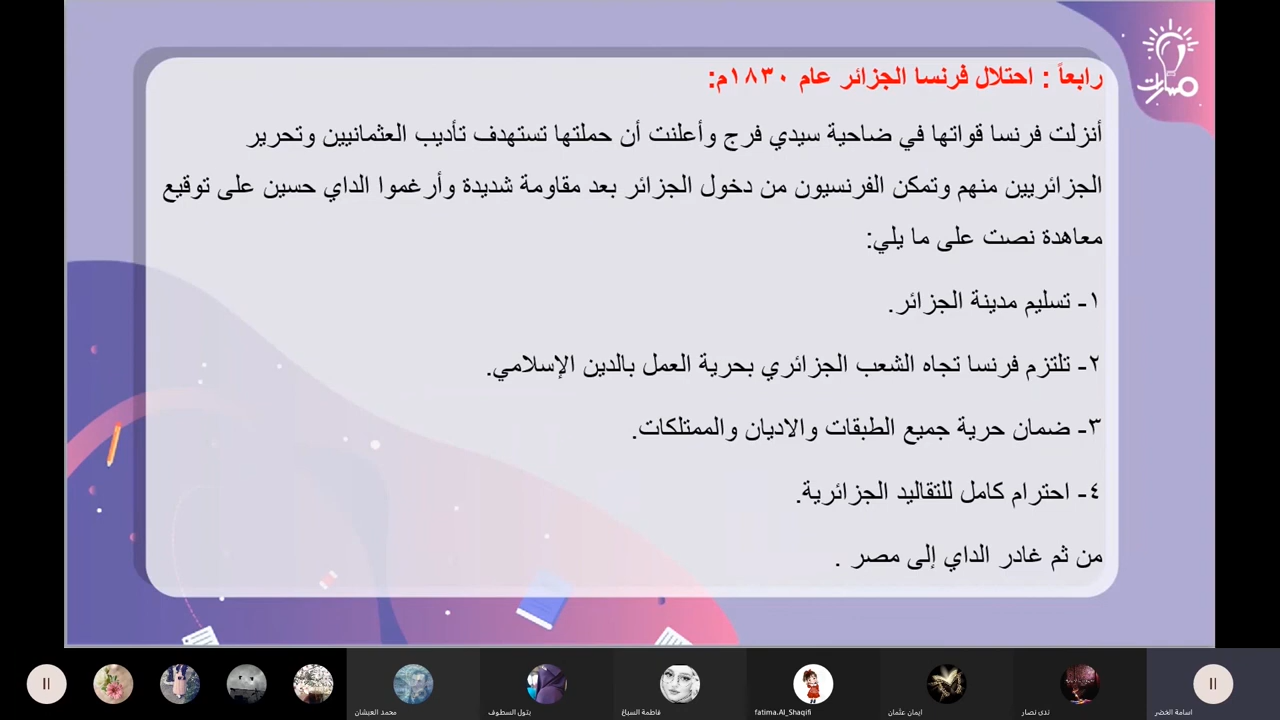 مسارات
رابعاً : احتلال فرنسا الجزائر عام ١٨٣٠م:
أنزلت فرنسا قواتها في ضاحية سيدي فرج وأعلنت أن حملتها تستهدف تأديب العثمانيين وتحرير
الجزائريين منهم وتمكن الفرنسيون من دخول الجزائر بعد مقاومة شديدة وأرغموا الداي حسين على توقيع
معاهدة نصت على ما يلي:
١- تسليم مدينة الجزائر.
٢- تلتزم فرنسا تجاه الشعب الجزائري بحرية العمل بالدين الإسلامي.
٣- ضمان حرية جميع الطبقات والاديان والممتلكات.
٤- احترام كامل للتقاليد الجزائرية.
من ثم غادر الداي إلى مصر .
محمد العيشان
بتول السطوف
فاطمة السباغ
fatima.Al_Shaqifi
ايمان عثمان
ندى نصار
اسامة الخضر